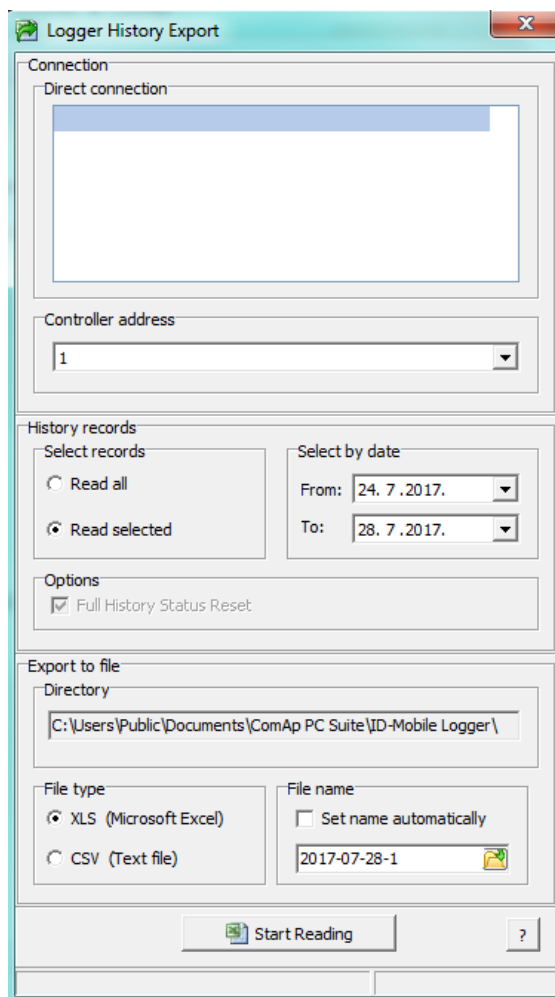 Logger History Export
Connection
Direct connection
Controller address
1
History records
Select records
Read all
Read selected
Select by date
From: 24. 7 .2017.
To: 28. 7 .2017.
Options
Full History Status Reset
Export to file
Directory
C:\Users\Public\Documents\ComAp PC Suite\ID-Mobile Logger\
File type
XLS (Microsoft Excel)
CSV (Text file)
File name
Set name automatically
2017-07-28-1
Start Reading
?